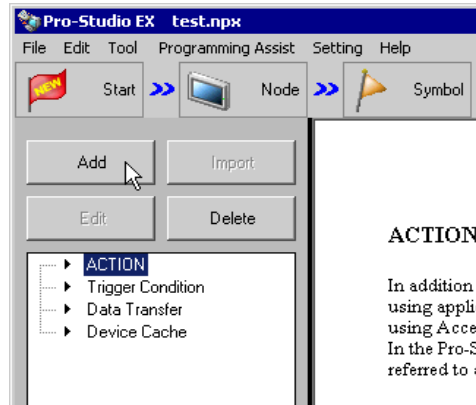 Pro-Studio EX test.npx
File Edit Tool Programming Assist Setting Help
NEW Start Node Symbol
Add Import
Edit Delete
ACTION
Trigger Condition
Data Transfer
Device Cache
ACTION
In addition
using appli
using Acce
In the Pro-S
referred to a